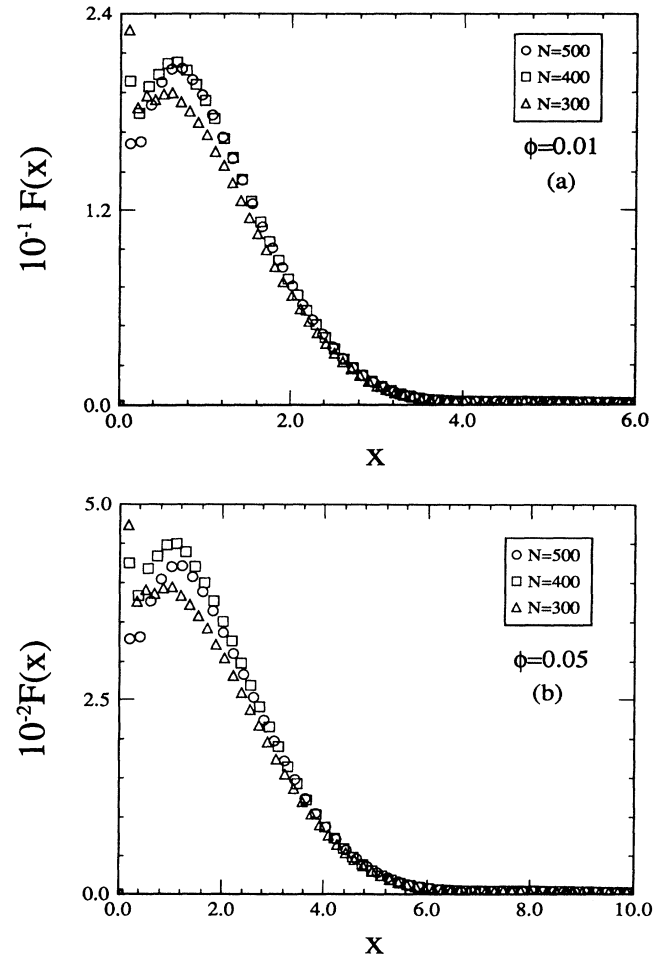 2.4
○ N=500
□ N=400
△ N=300
ϕ=0.01
(a)
10⁻¹ F(x)
1.2
0.0
0.0 2.0 4.0 6.0
X
5.0
○ N=500
□ N=400
△ N=300
ϕ=0.05
(b)
10⁻²F(x)
2.5
0.0
0.0 2.0 4.0 6.0 8.0 10.0
X